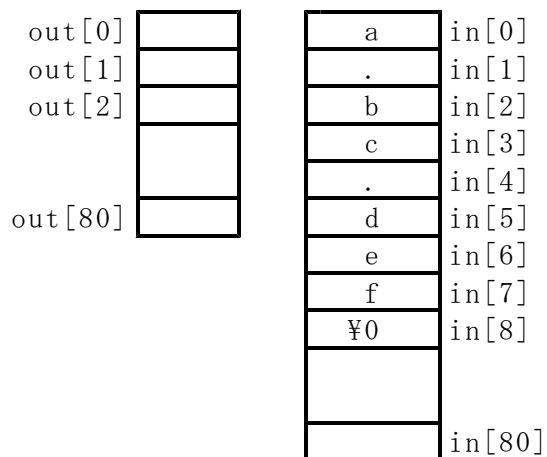 out[0] a in[0]
out[1] . in[1]
out[2] b in[2]
c in[3]
. in[4]
out[80] d in[5]
e in[6]
f in[7]
¥0 in[8]
in[80]